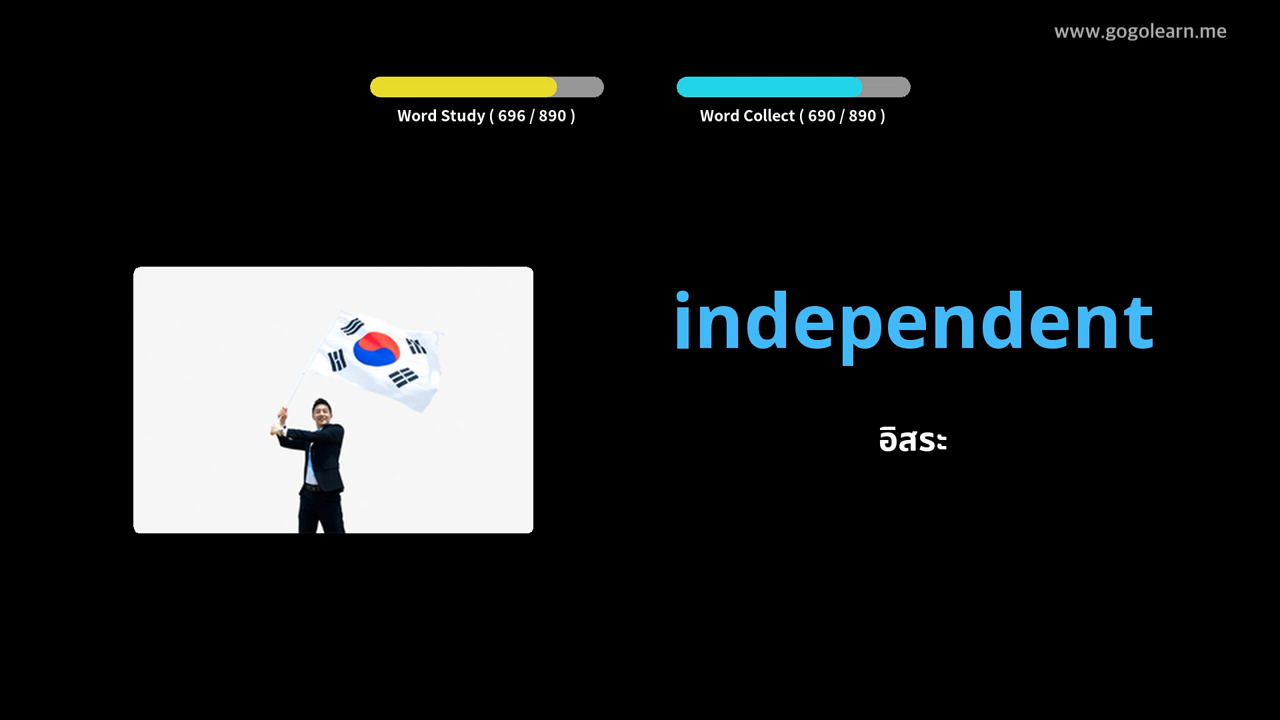 www.gogolearn.me
Word Study ( 696 / 890 )
Word Collect ( 690 / 890 )
independent
อิสระ